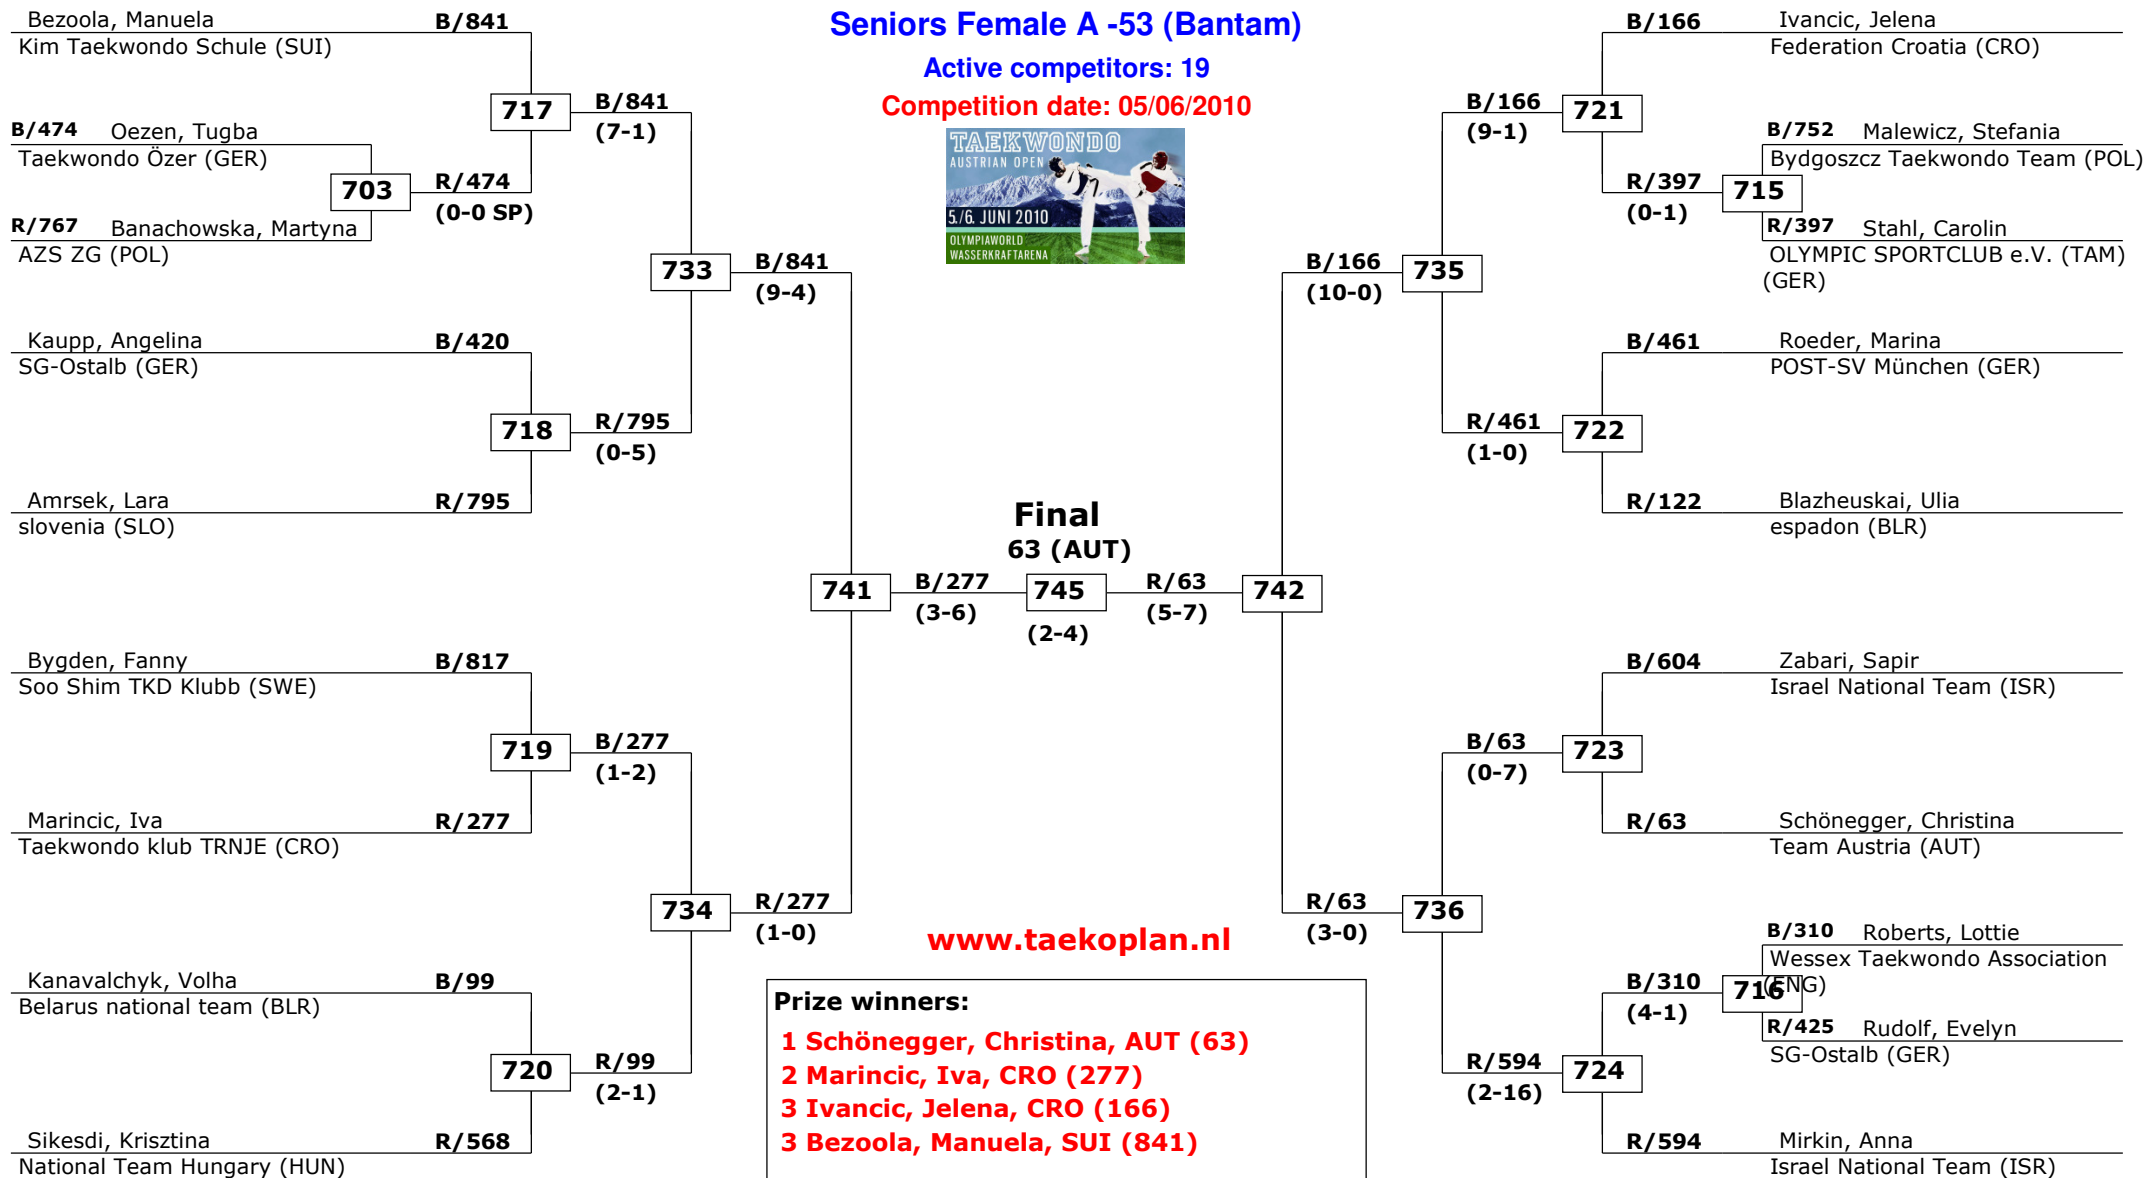 Seniors Female A -53 (Bantam)
Active competitors: 19
Competition date: 05/06/2010
TAEKWONDO
AUSTRIAN OPEN
5./6. JUNI 2010
OLYMPIAWORLD
WASSERKRAFTARENA
Bezoola, Manuela B/841
Kim Taekwondo Schule (SUI)
717
B/841
(7-1)
B/474 Oezen, Tugba
Taekwondo Özer (GER)
703
R/474
(0-0 SP)
R/767 Banachowska, Martyna
AZS ZG (POL)
733
B/841
(9-4)
Kaupp, Angelina B/420
SG-Ostalb (GER)
718
R/795
(0-5)
Amrsek, Lara R/795
slovenia (SLO)
741
B/277
(3-6)
Bygden, Fanny B/817
Soo Shim TKD Klubb (SWE)
719
B/277
(1-2)
Marincic, Iva R/277
Taekwondo klub TRNJE (CRO)
734
R/277
(1-0)
Kanavalchyk, Volha B/99
Belarus national team (BLR)
720
R/99
(2-1)
Sikesdi, Krisztina R/568
National Team Hungary (HUN)
Final
63 (AUT)
745
(2-4)
B/166 Ivancic, Jelena
Federation Croatia (CRO)
B/166
(9-1)
721
B/752 Malewicz, Stefania
Bydgoszcz Taekwondo Team (POL)
R/397
(0-1)
715
R/397 Stahl, Carolin
OLYMPIC SPORTCLUB e.V. (TAM)
(GER)
B/166
(10-0)
735
B/461 Roeder, Marina
POST-SV München (GER)
R/461
(1-0)
722
R/122 Blazheuskai, Ulia
espadon (BLR)
R/63
(5-7)
742
B/604 Zabari, Sapir
Israel National Team (ISR)
B/63
(0-7)
723
R/63 Schönegger, Christina
Team Austria (AUT)
R/63
(3-0)
736
B/310 Roberts, Lottie
Wessex Taekwondo Association
(ENG)
B/310
(4-1)
716
R/425 Rudolf, Evelyn
SG-Ostalb (GER)
R/594
(2-16)
724
R/594 Mirkin, Anna
Israel National Team (ISR)
www.taekoplan.nl
Prize winners:
1 Schönegger, Christina, AUT (63)
2 Marincic, Iva, CRO (277)
3 Ivancic, Jelena, CRO (166)
3 Bezoola, Manuela, SUI (841)